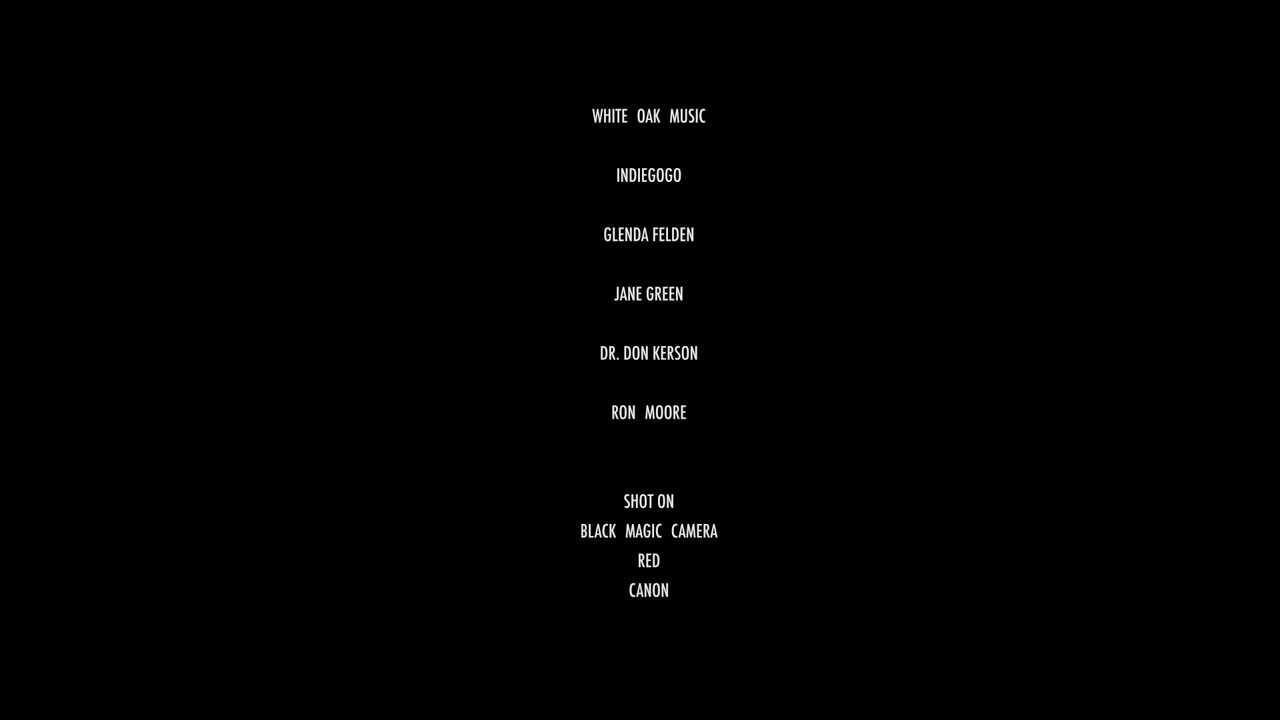 WHITE OAK MUSIC
INDIEGOGO
GLENDA FELDEN
JANE GREEN
DR. DON KERSON
RON MOORE
SHOT ON
BLACK MAGIC CAMERA
RED
CANON